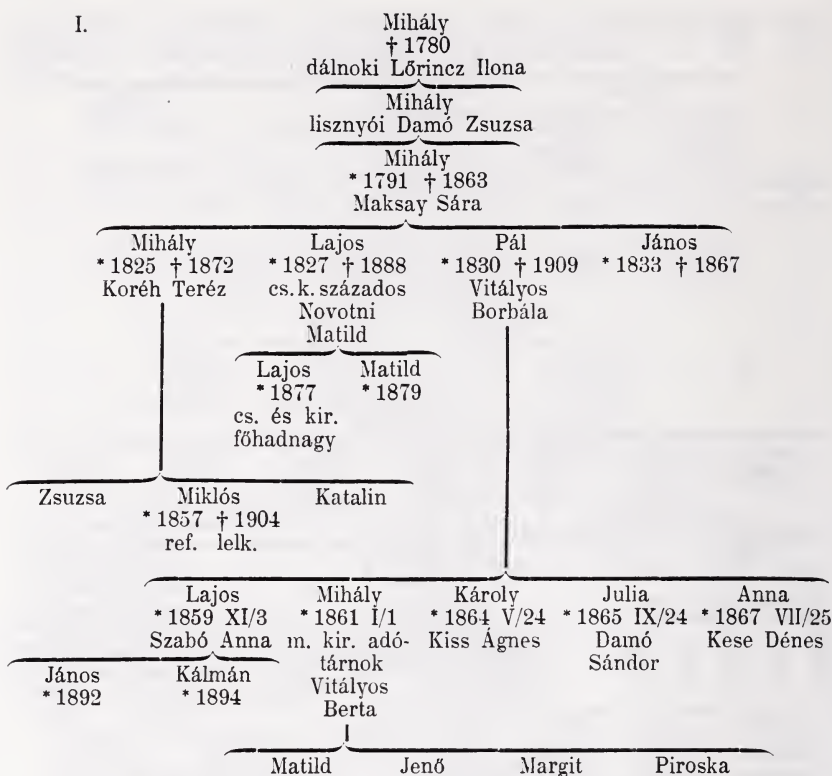 I.
Mihály
† 1780
dálnoki Lőrincz Ilona
Mihály
lisznyói Damó Zsuzsa
Mihály
* 1791 † 1863
Maksay Sára
Mihály Lajos Pál János
* 1825 † 1872 * 1827 † 1888 * 1830 † 1909 * 1833 † 1867
Koréh Teréz cs. k. százados Vitályos
Novotni Borbála
Matild
Lajos Matild
* 1877 * 1879
cs. és kir.
főhadnagy
Zsuzsa Miklós Katalin
* 1857 † 1904
ref. lelk.
Lajos Mihály Károly Julia Anna
* 1859 XI/3 * 1861 I/1 * 1864 V/24 * 1865 IX/24 * 1867 VII/25
Szabó Anna m. kir. adó- Kiss Ágnes Damó Kese Dénes
tárnok Sándor
János Kálmán Vitályos
* 1892 * 1894 Berta
Matild Jenő Margit Piroska